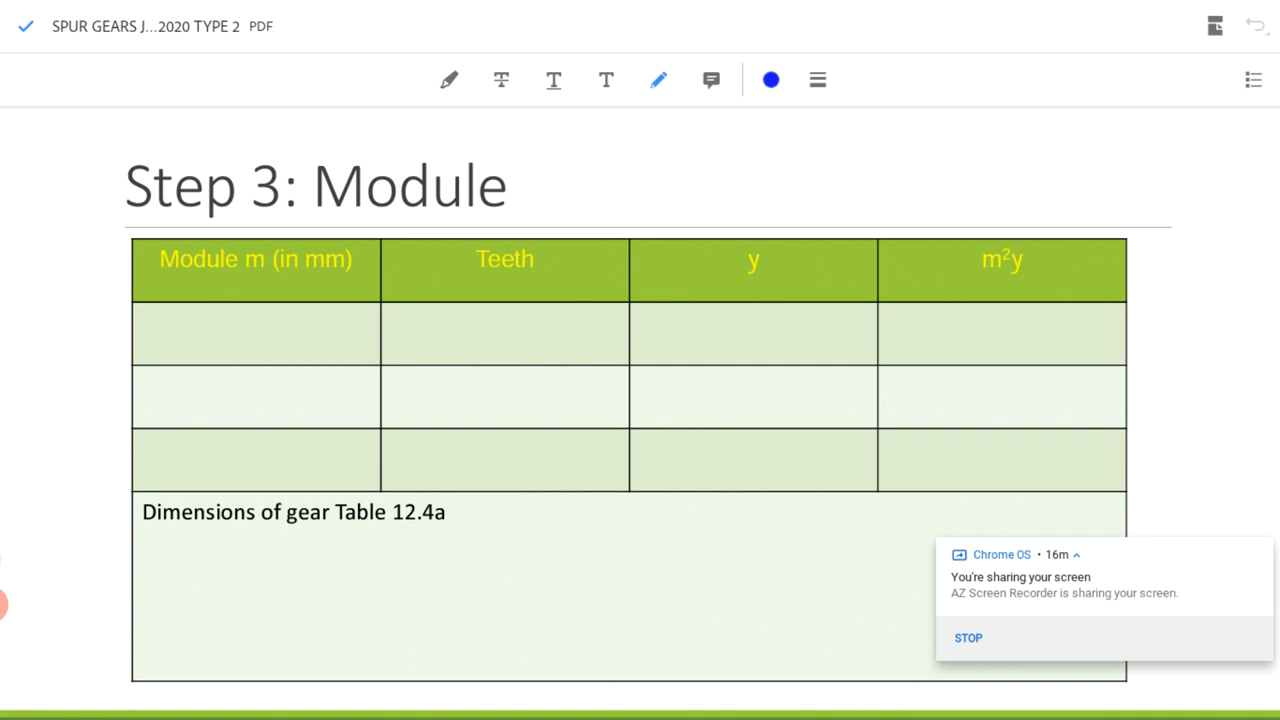 SPUR GEARS J...2020 TYPE 2 PDF
Step 3: Module
Module m (in mm) Teeth y m²y
Dimensions of gear Table 12.4a
Chrome OS • 16m
You're sharing your screen
AZ Screen Recorder is sharing your screen.
STOP